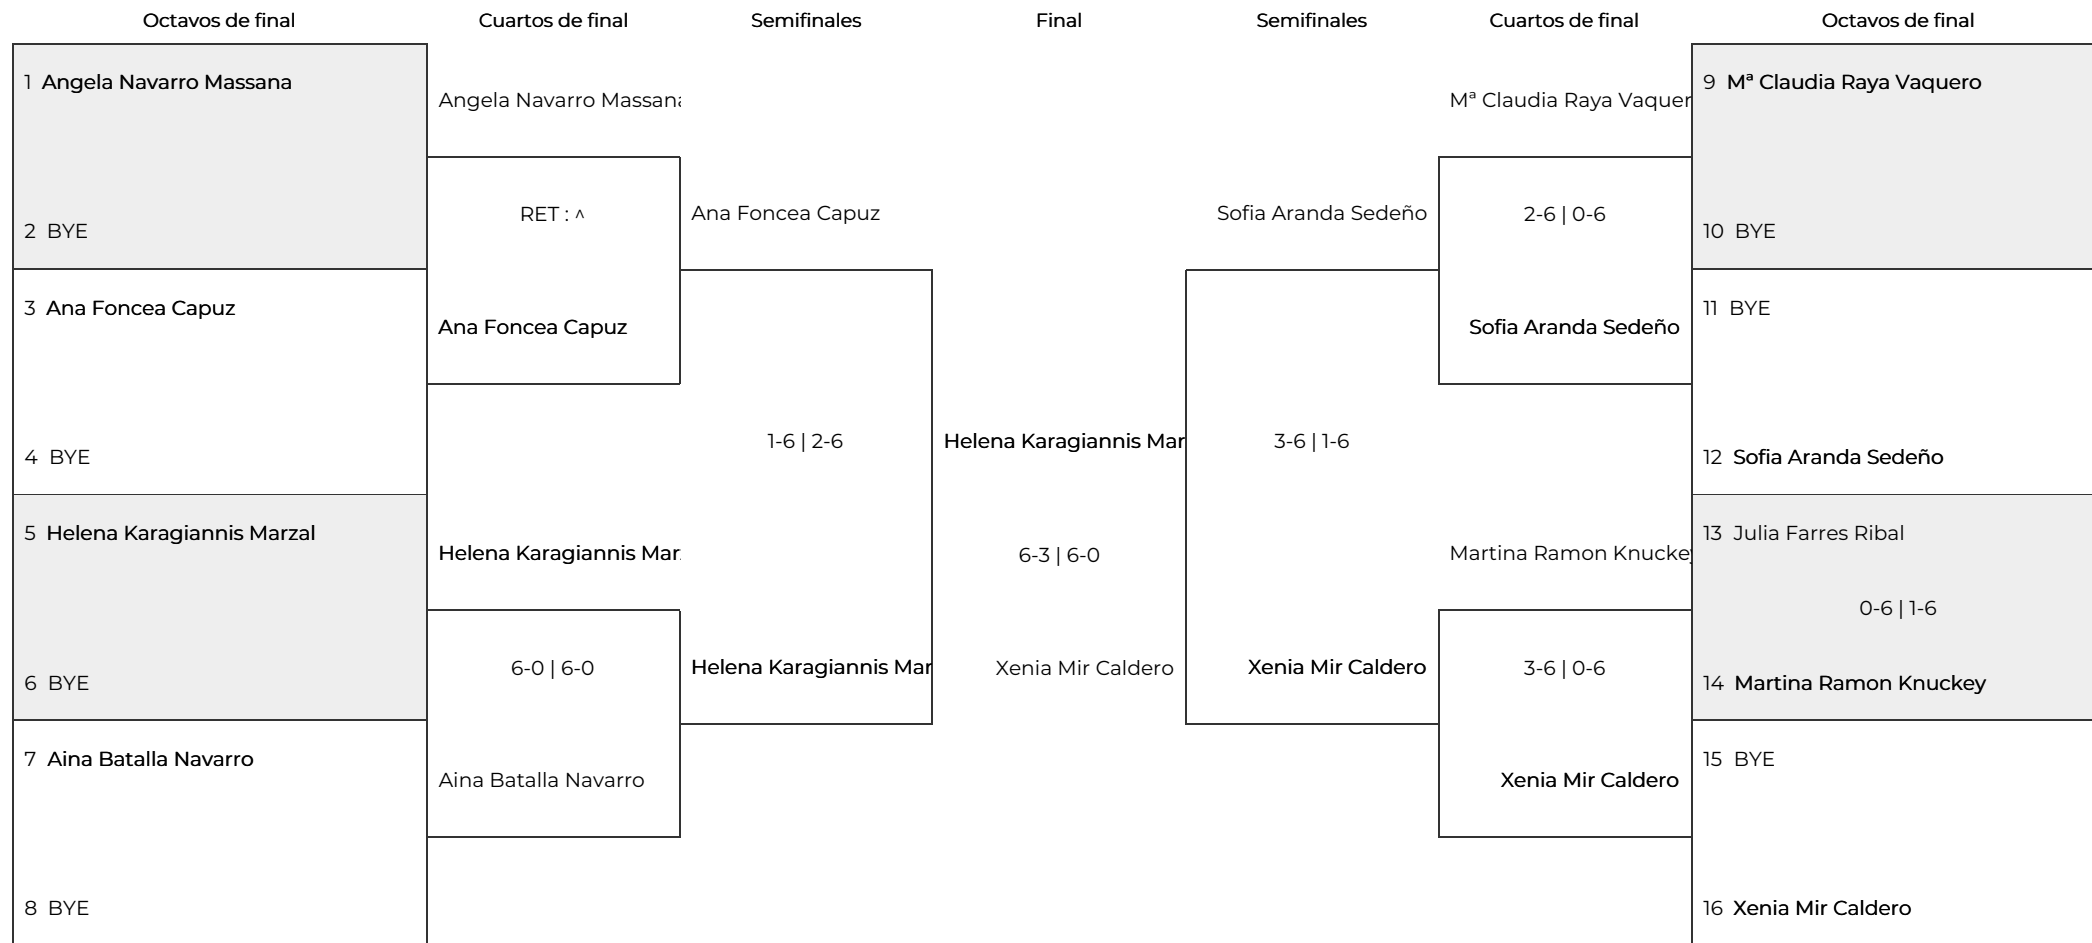 Octavos de final
Cuartos de final
Semifinales
Final
Semifinales
Cuartos de final
Octavos de final
1 Angela Navarro Massana
2 BYE
3 Ana Foncea Capuz
4 BYE
5 Helena Karagiannis Marzal
6 BYE
7 Aina Batalla Navarro
8 BYE
Angela Navarro Massana
RET : ^
Ana Foncea Capuz
Helena Karagiannis Mar
6-0 | 6-0
Aina Batalla Navarro
Ana Foncea Capuz
1-6 | 2-6
Helena Karagiannis Mar
Helena Karagiannis Mar
6-3 | 6-0
Xenia Mir Caldero
Sofia Aranda Sedeño
3-6 | 1-6
Xenia Mir Caldero
Mª Claudia Raya Vaquer
2-6 | 0-6
Sofia Aranda Sedeño
Martina Ramon Knuckey
3-6 | 0-6
Xenia Mir Caldero
9 Mª Claudia Raya Vaquero
10 BYE
11 BYE
12 Sofia Aranda Sedeño
13 Julia Farres Ribal
0-6 | 1-6
14 Martina Ramon Knuckey
15 BYE
16 Xenia Mir Caldero